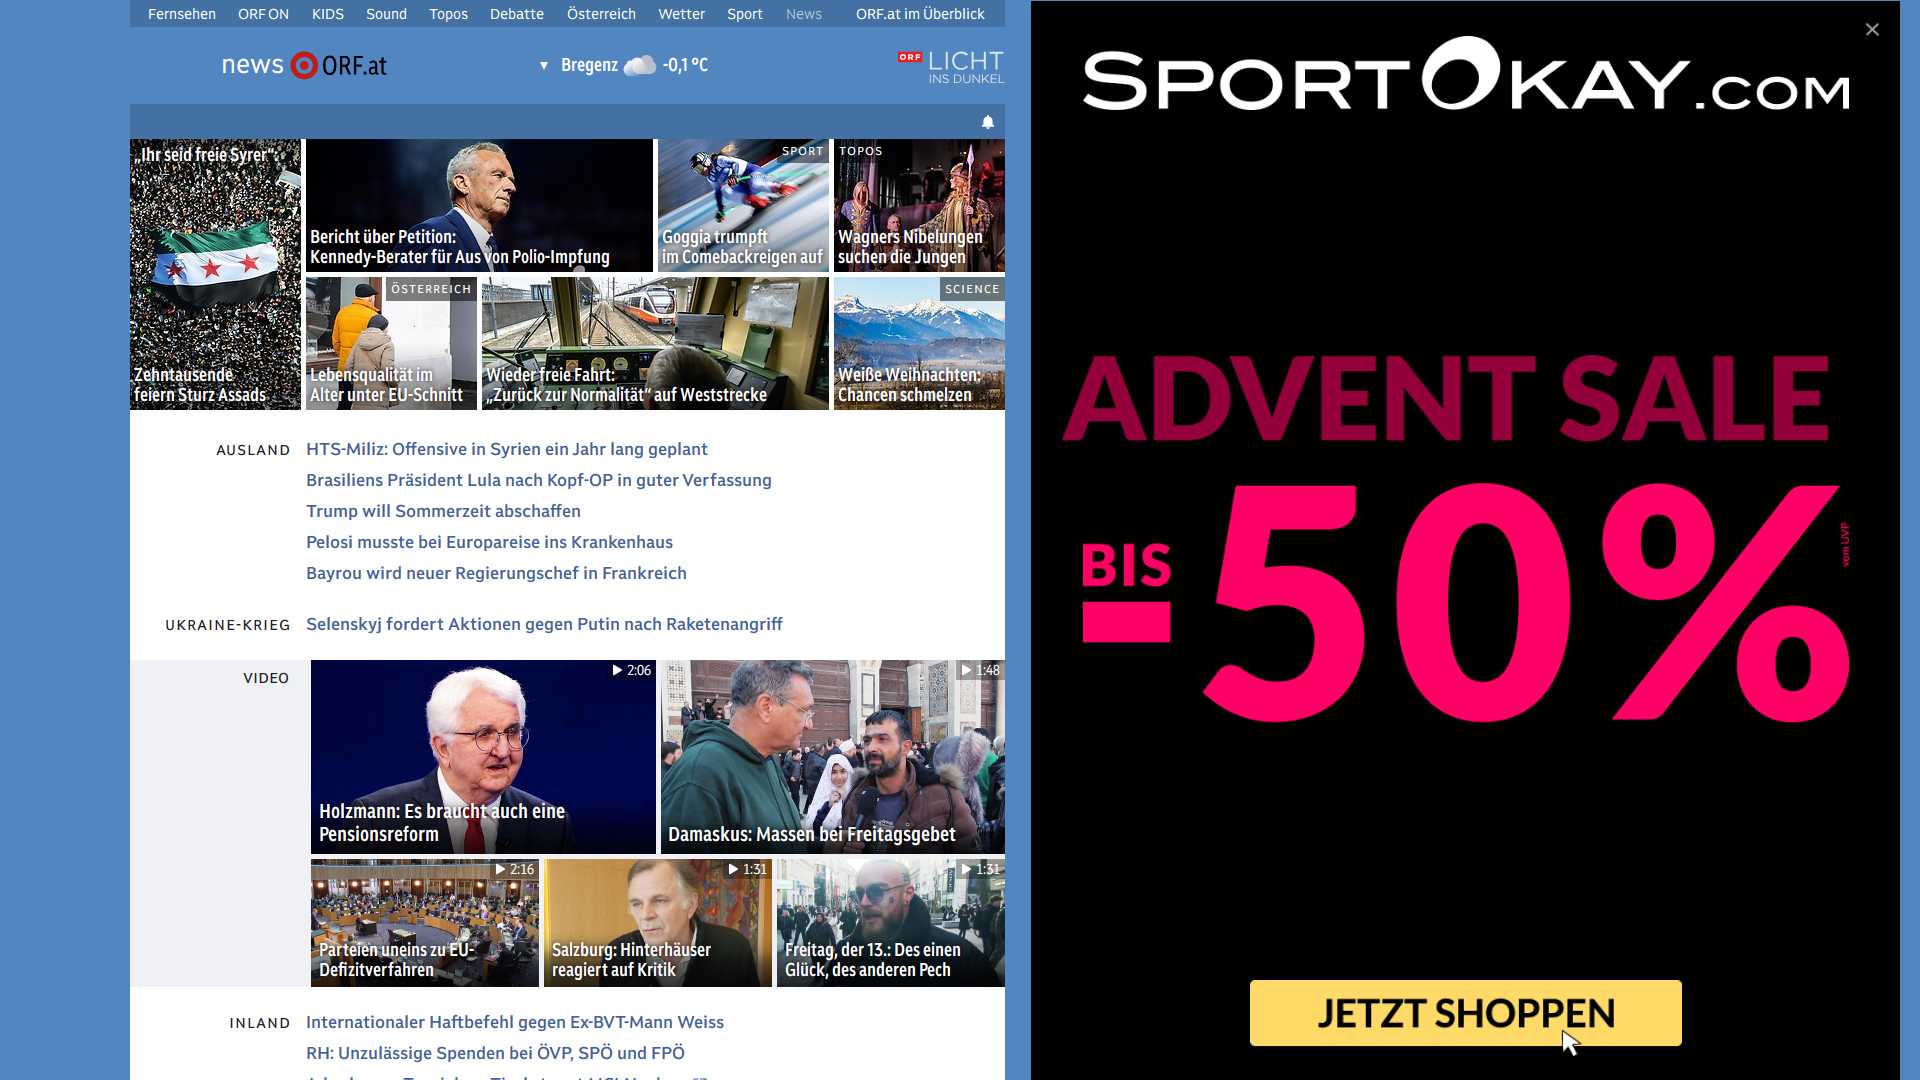 Fernsehen ORF ON KIDS Sound Topos Debatte Österreich Wetter Sport News ORF.at im Überblick
news ORF.at
▼ Bregenz -0,1 °C
ORF LICHT
INS DUNKEL
„Ihr seid freie Syrer“:
Zehntausende
feiern Sturz Assads
Bericht über Petition:
Kennedy-Berater für Aus von Polio-Impfung
SPORT
Goggia trumpft
im Comebackreigen auf
TOPOS
Wagners Nibelungen
suchen die Jungen
ÖSTERREICH
Lebensqualität im
Alter unter EU-Schnitt
Wieder freie Fahrt:
„Zurück zur Normalität“ auf Weststrecke
SCIENCE
Weiße Weihnachten:
Chancen schmelzen
AUSLAND
HTS-Miliz: Offensive in Syrien ein Jahr lang geplant
Brasiliens Präsident Lula nach Kopf-OP in guter Verfassung
Trump will Sommerzeit abschaffen
Pelosi musste bei Europareise ins Krankenhaus
Bayrou wird neuer Regierungschef in Frankreich
UKRAINE-KRIEG
Selenskyj fordert Aktionen gegen Putin nach Raketenangriff
VIDEO
2:06
Holzmann: Es braucht auch eine
Pensionsreform
1:48
Damaskus: Massen bei Freitagsgebet
2:16
Parteien uneins zu EU-
Defizitverfahren
1:31
Salzburg: Hinterhäuser
reagiert auf Kritik
1:31
Freitag, der 13.: Des einen
Glück, des anderen Pech
INLAND
Internationaler Haftbefehl gegen Ex-BVT-Mann Weiss
RH: Unzulässige Spenden bei ÖVP, SPÖ und FPÖ
SPORTOKAY.COM
ADVENT SALE
BIS
-50%
vom UVP
JETZT SHOPPEN